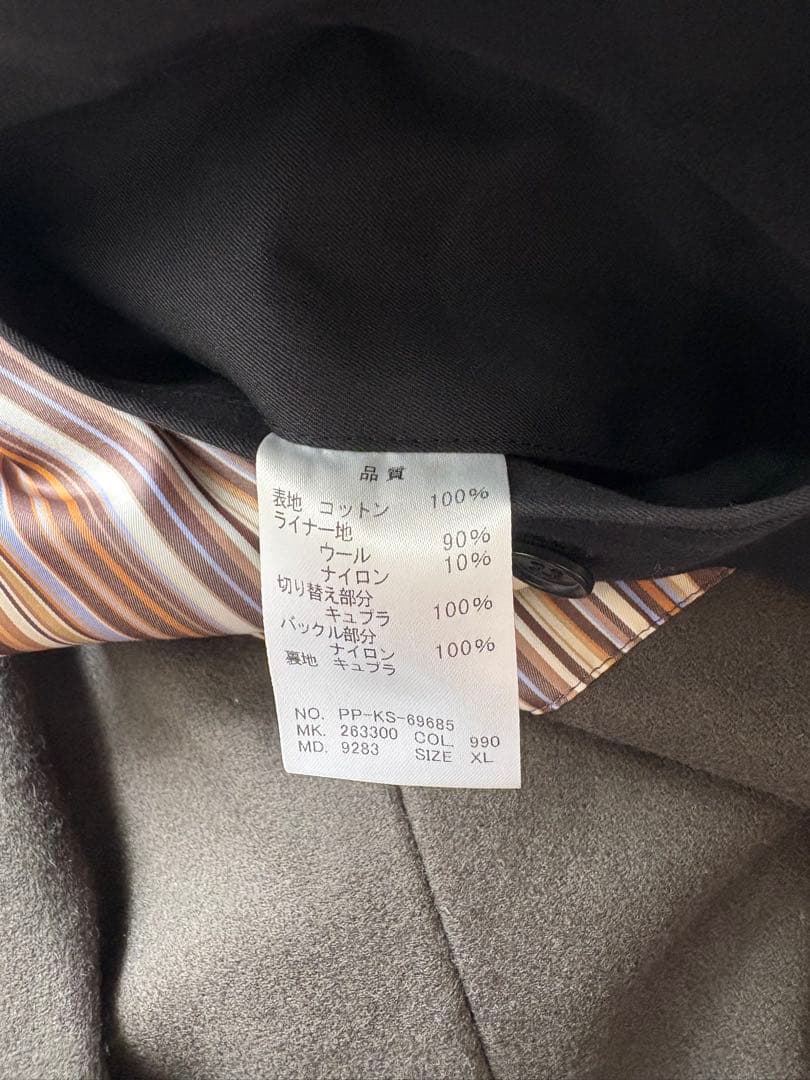 品質
表地 コットン 100%
ライナー地
ウール 90%
ナイロン 10%
切り替え部分
キュプラ 100%
バックル部分
ナイロン 100%
裏地 キュプラ
NO. PP-KS-69685
MK. 263300 COL. 990
MD. 9283 SIZE XL